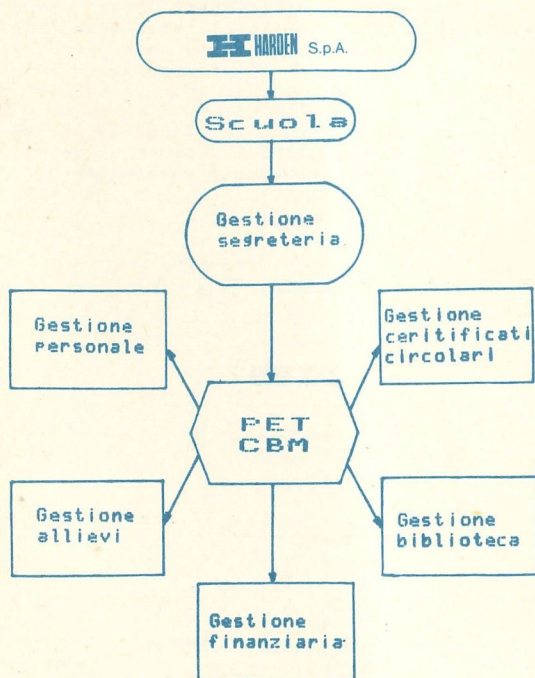 HARDEN S.p.A.
Scuola
Gestione
segreteria
Gestione
personale
Gestione
ceritificati
circolari
PET
CBM
Gestione
allievi
Gestione
biblioteca
Gestione
finanziaria